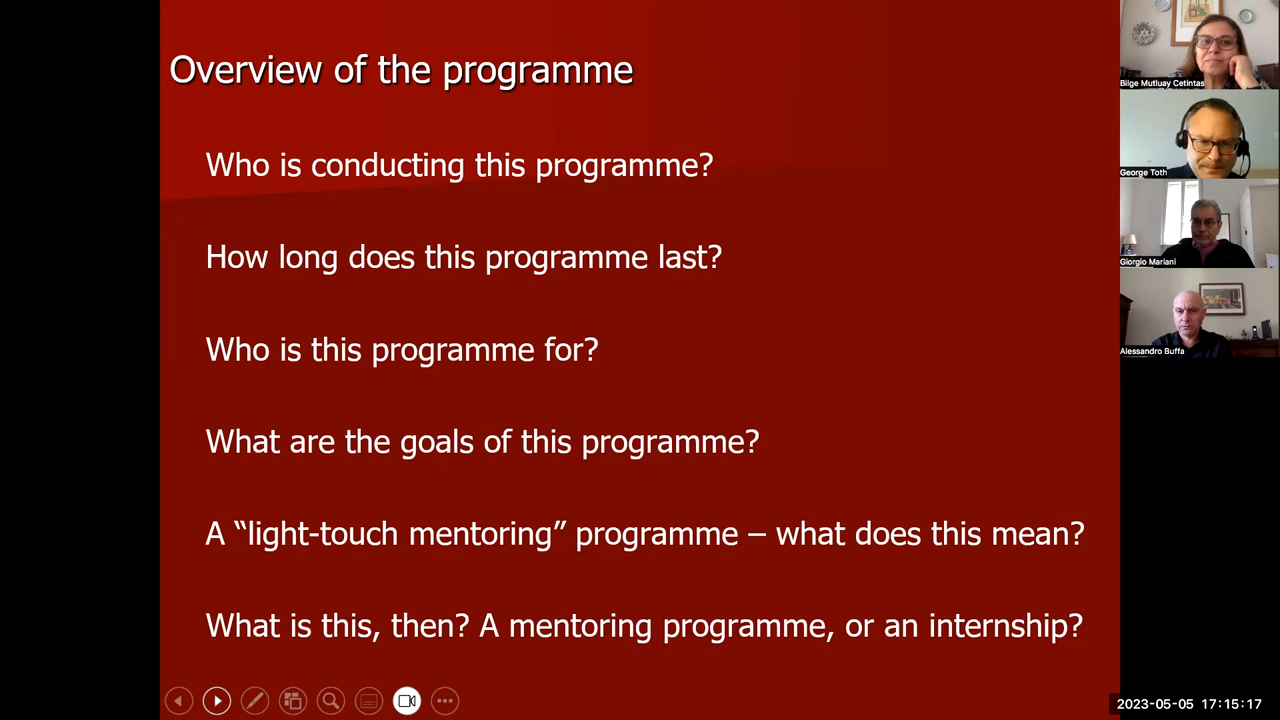 Overview of the programme
Who is conducting this programme?
How long does this programme last?
Who is this programme for?
What are the goals of this programme?
A “light-touch mentoring” programme – what does this mean?
What is this, then? A mentoring programme, or an internship?
Bilge Mutluay Cetintas
George Toth
Giorgio Mariani
Alessandro Buffa
2023-05-05 17:15:17